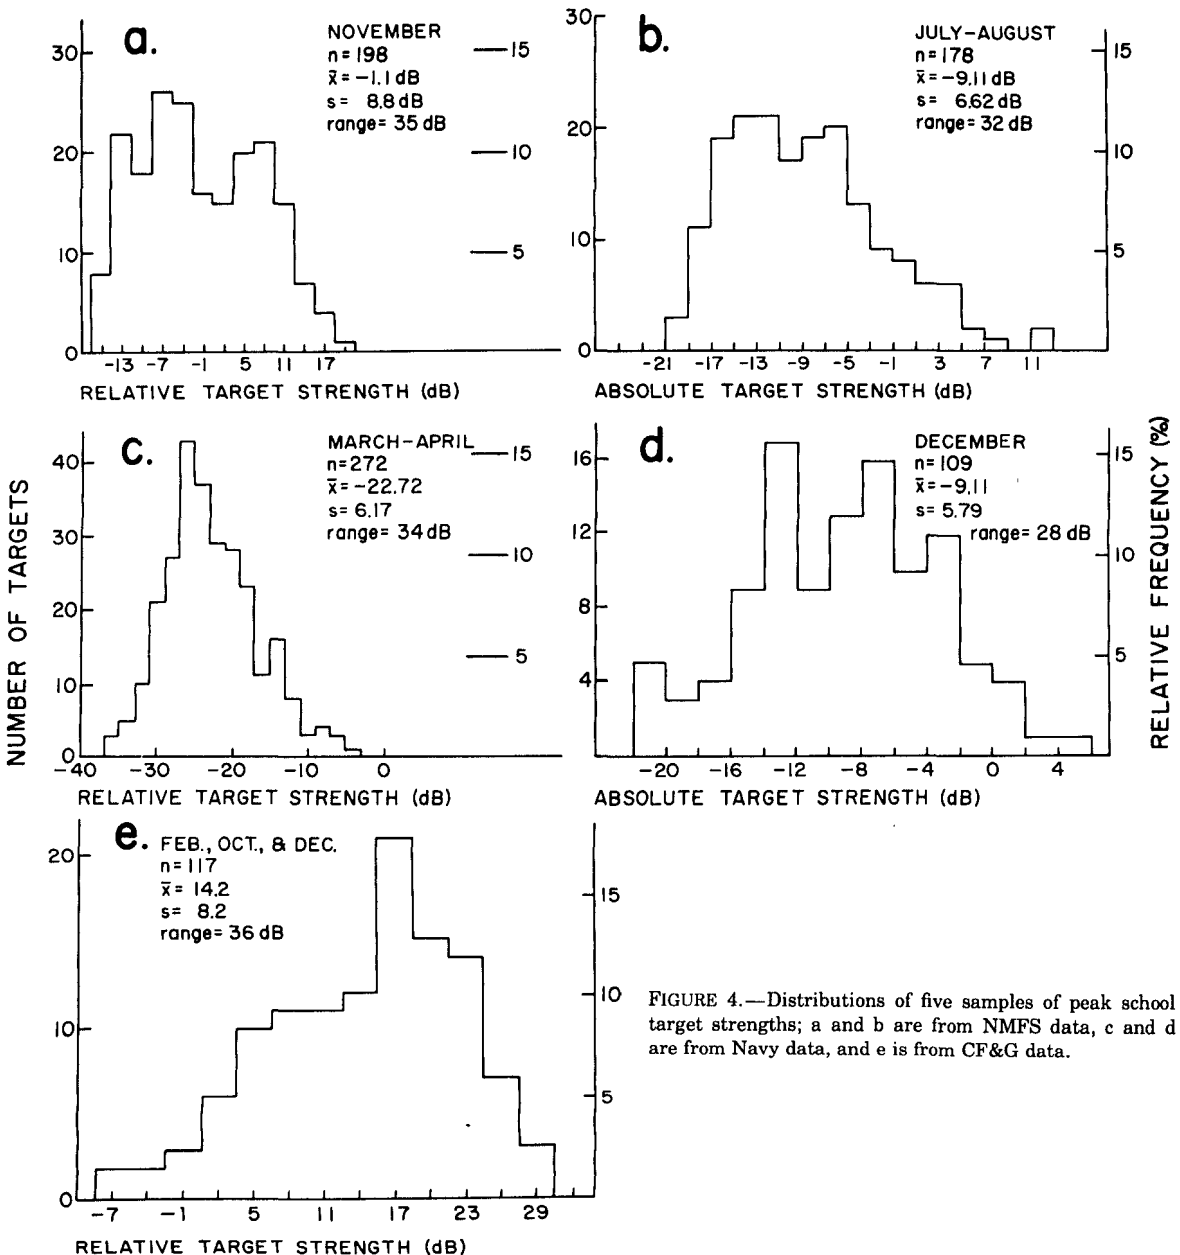 a.
NOVEMBER
n=198
x̄=-1.1 dB
s= 8.8 dB
range= 35 dB
30
20
10
0
15
10
5
-13 -7 -1 5 11 17
RELATIVE TARGET STRENGTH (dB)
b.
JULY-AUGUST
n=178
x̄=-9.11 dB
s= 6.62 dB
range= 32 dB
30
20
10
0
15
10
5
-21 -17 -13 -9 -5 -1 3 7 11
ABSOLUTE TARGET STRENGTH (dB)
c.
MARCH-APRIL
n=272
x̄=-22.72
s= 6.17
range= 34 dB
40
30
20
10
0
15
10
5
-40 -30 -20 -10 0
RELATIVE TARGET STRENGTH (dB)
d.
DECEMBER
n=109
x̄=-9.11
s= 5.79
range= 28 dB
16
12
8
4
15
10
5
-20 -16 -12 -8 -4 0 4
ABSOLUTE TARGET STRENGTH (dB)
NUMBER OF TARGETS
RELATIVE FREQUENCY (%)
e.
FEB., OCT., & DEC.
n=117
x̄= 14.2
s= 8.2
range= 36 dB
20
10
0
15
10
5
-7 -1 5 11 17 23 29
RELATIVE TARGET STRENGTH (dB)
FIGURE 4.—Distributions of five samples of peak school
target strengths; a and b are from NMFS data, c and d
are from Navy data, and e is from CF&G data.